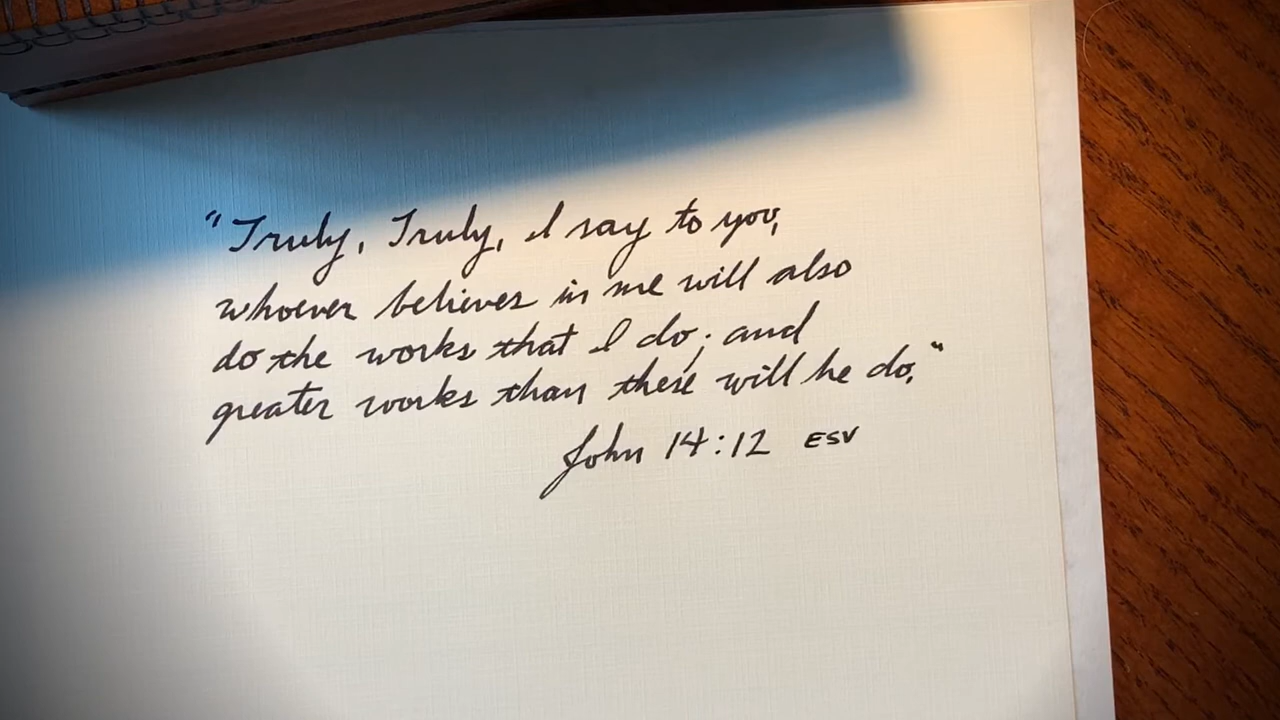 "Truly, Truly, I say to you,
whoever believes in me will also
do the works that I do; and
greater works than these will he do,"
John 14:12 ESV